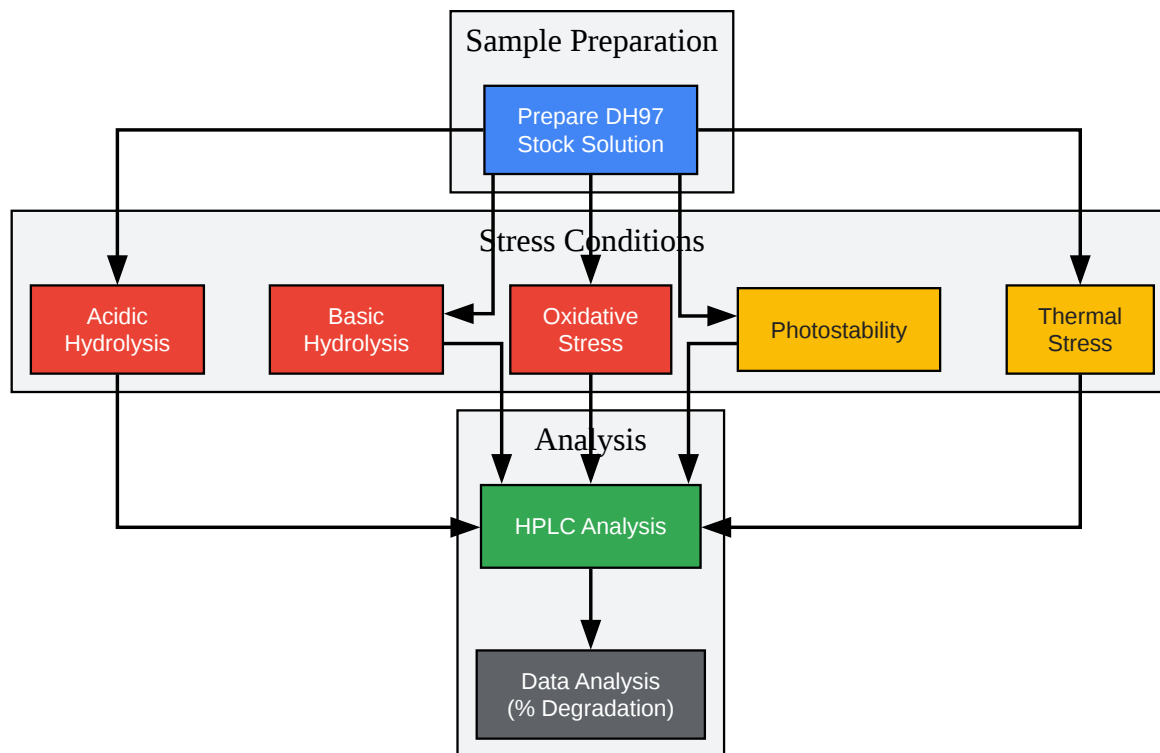 Sample Preparation
Prepare DH97
Stock Solution
Stress Conditions
Acidic
Hydrolysis
Basic
Hydrolysis
Oxidative
Stress
Photostability
Thermal
Stress
Analysis
HPLC Analysis
Data Analysis
(% Degradation)